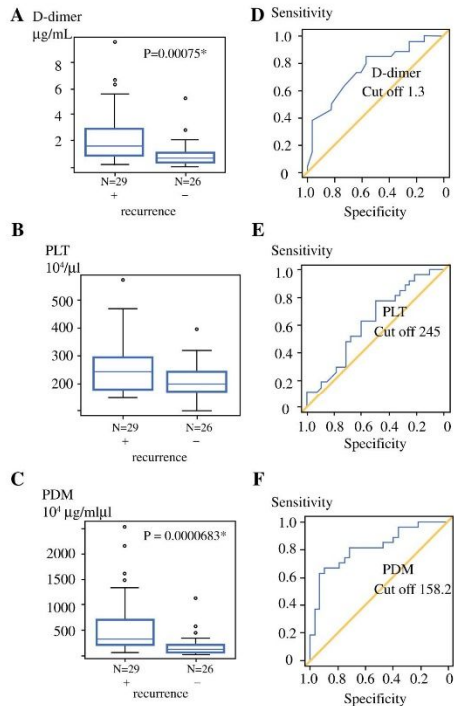 A
D-dimer
µg/mL
P=0.00075*
8
6
4
2
N=29
N=26
+
−
recurrence
B
PLT
10⁴/µl
500
400
300
200
N=29
N=26
+
−
recurrence
C
PDM
10⁴ µg/mlµl
P = 0.0000683*
2000
1500
1000
500
N=29
N=26
+
−
recurrence
D
Sensitivity
1.0
0.8
0.6
0.4
0.2
0
D-dimer
Cut off 1.3
1.0 0.8 0.6 0.4 0.2 0
Specificity
E
Sensitivity
1.0
0.8
0.6
0.4
0.2
0
PLT
Cut off 245
1.0 0.8 0.6 0.4 0.2 0
Specificity
F
Sensitivity
1.0
0.8
0.6
0.4
0.2
0
PDM
Cut off 158.2
1.0 0.8 0.6 0.4 0.2 0
Specificity